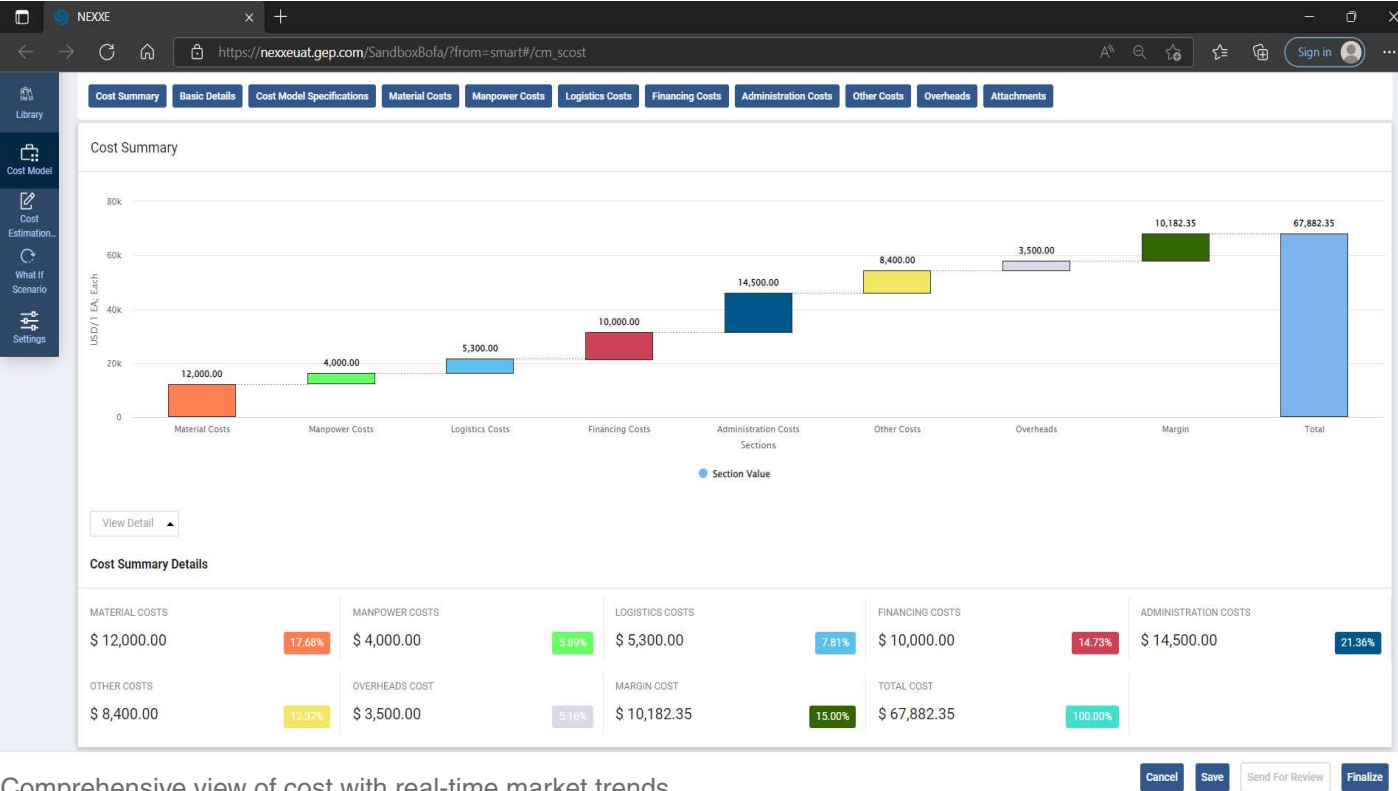 NEXXE
https://nexxeuat.gep.com/SandboxBofa/?from=smart#/cm_scost
Sign in
Library
Cost Model
Cost
Estimation...
What If
Scenario
Settings
Cost Summary Basic Details Cost Model Specifications Material Costs Manpower Costs Logistics Costs Financing Costs Administration Costs Other Costs Overheads Attachments
Cost Summary
80k
60k
40k
20k
0
USD/1 EA; Each
12,000.00
4,000.00
5,300.00
10,000.00
14,500.00
8,400.00
3,500.00
10,182.35
67,882.35
Material Costs Manpower Costs Logistics Costs Financing Costs Administration Costs Other Costs Overheads Margin Total
Sections
Section Value
View Detail
Cost Summary Details
MATERIAL COSTS MANPOWER COSTS LOGISTICS COSTS FINANCING COSTS ADMINISTRATION COSTS
$ 12,000.00 17.68% $ 4,000.00 5.89% $ 5,300.00 7.81% $ 10,000.00 14.73% $ 14,500.00 21.36%
OTHER COSTS OVERHEADS COST MARGIN COST TOTAL COST
$ 8,400.00 12.37% $ 3,500.00 5.16% $ 10,182.35 15.00% $ 67,882.35 100.00%
Cancel Save Send For Review Finalize
Comprehensive view of cost with real-time market trends